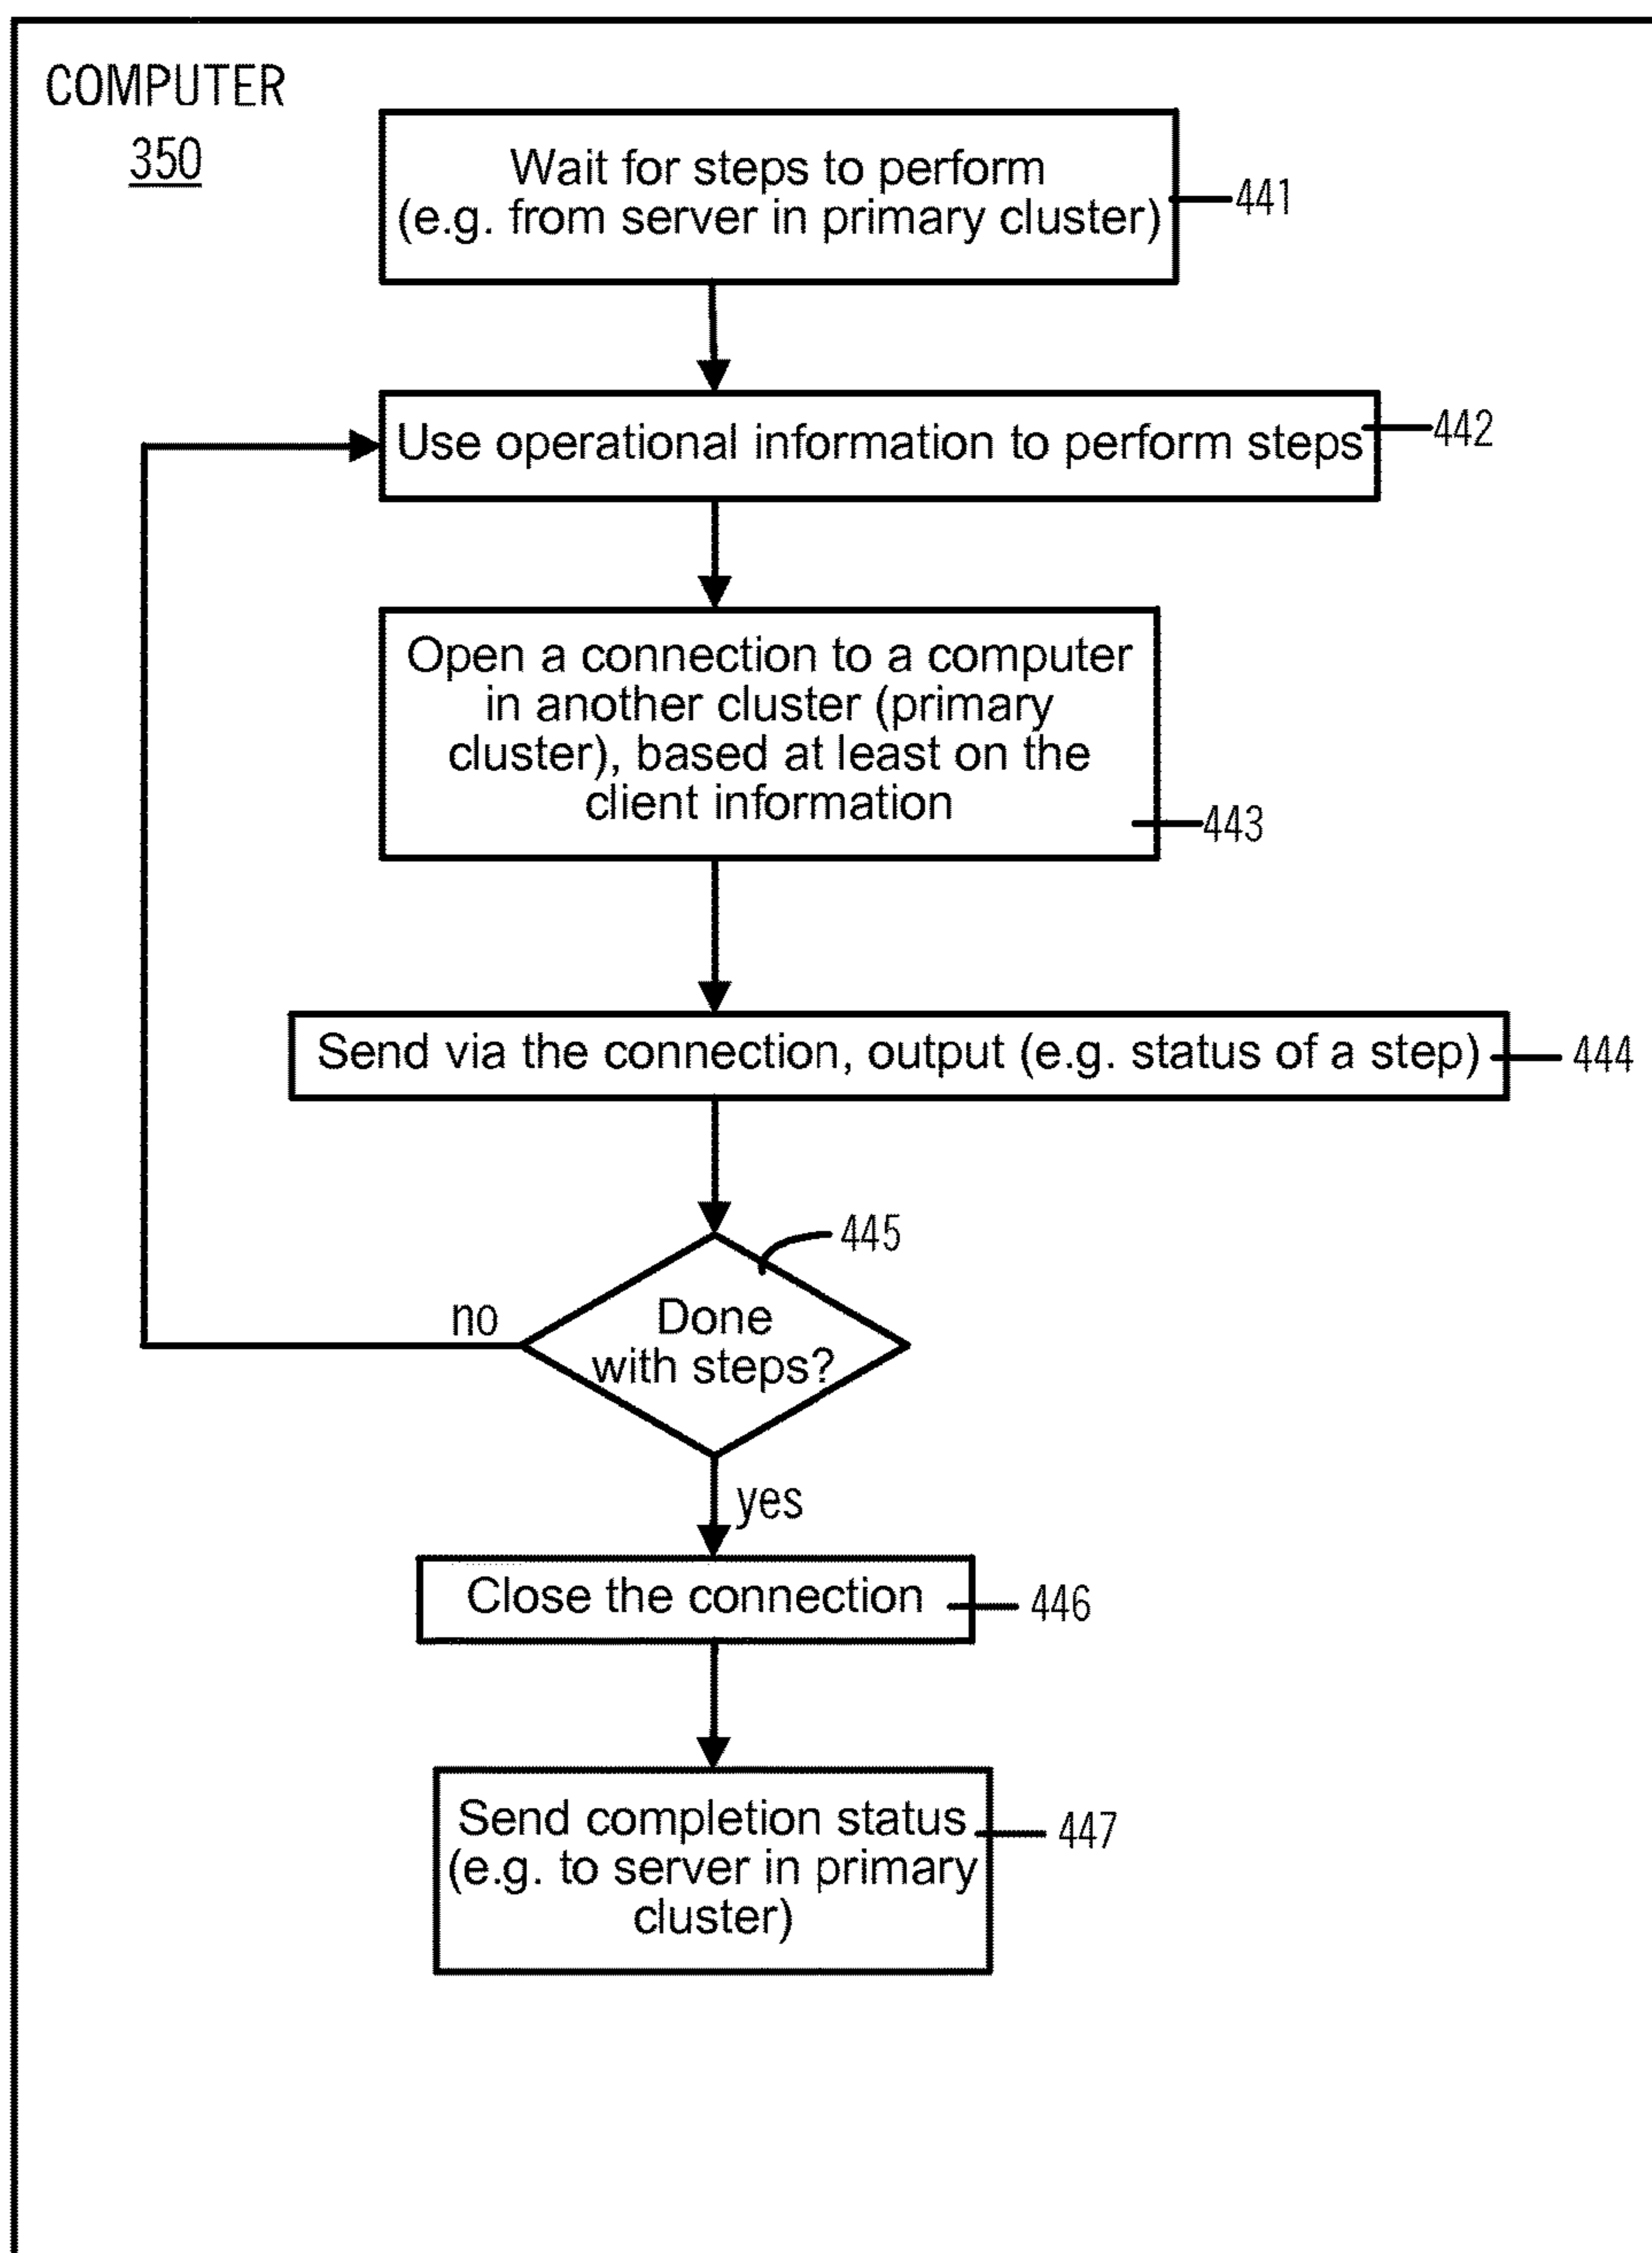 COMPUTER
350
Wait for steps to perform
(e.g. from server in primary cluster)
441
Use operational information to perform steps
442
Open a connection to a computer
in another cluster (primary
cluster), based at least on the
client information
443
Send via the connection, output (e.g. status of a step)
444
445
Done
with steps?
no
yes
Close the connection
446
Send completion status
(e.g. to server in primary
cluster)
447